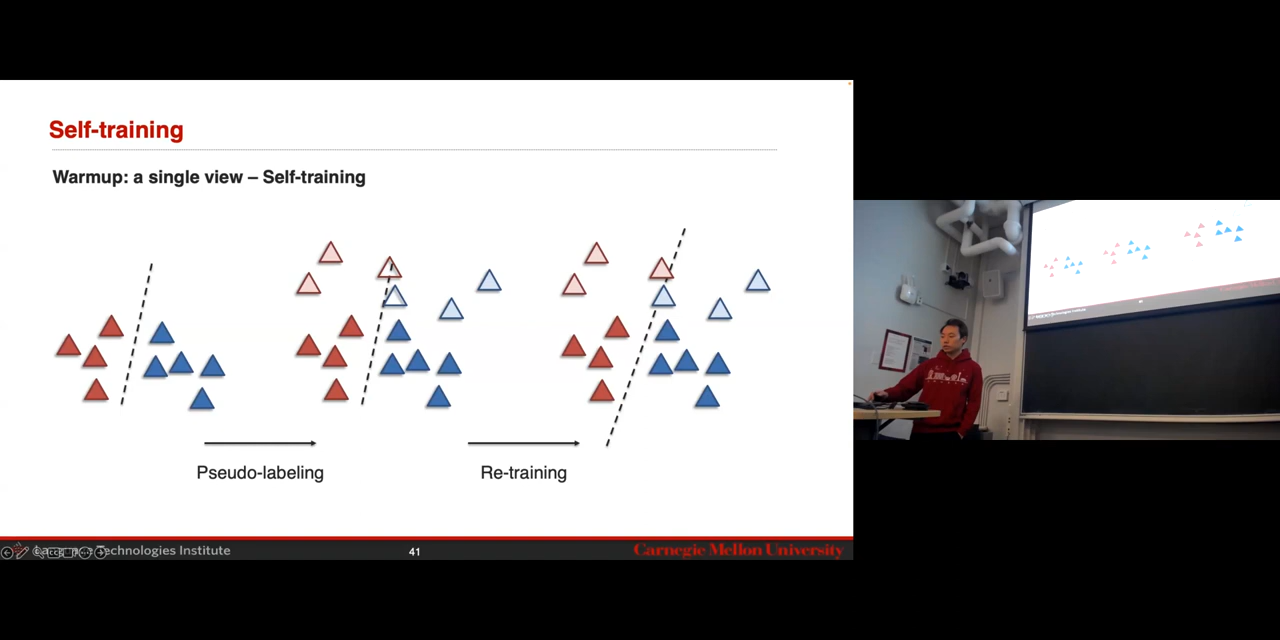 Self-training
Warmup: a single view – Self-training
Pseudo-labeling
Re-training
Technologies Institute
41
Carnegie Mellon University